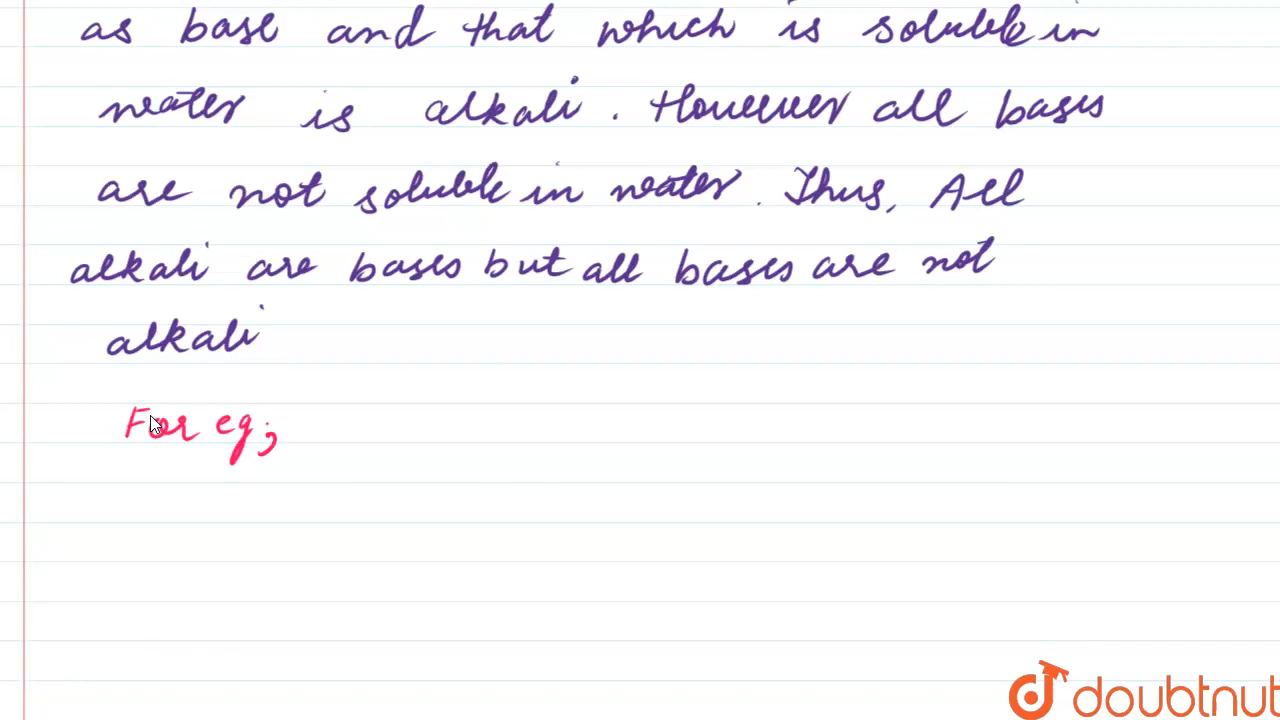 as base and that which is soluble in
water is alkali. However all bases
are not soluble in water. Thus, All
alkali are bases but all bases are not
alkali
For eg;
doubtnut